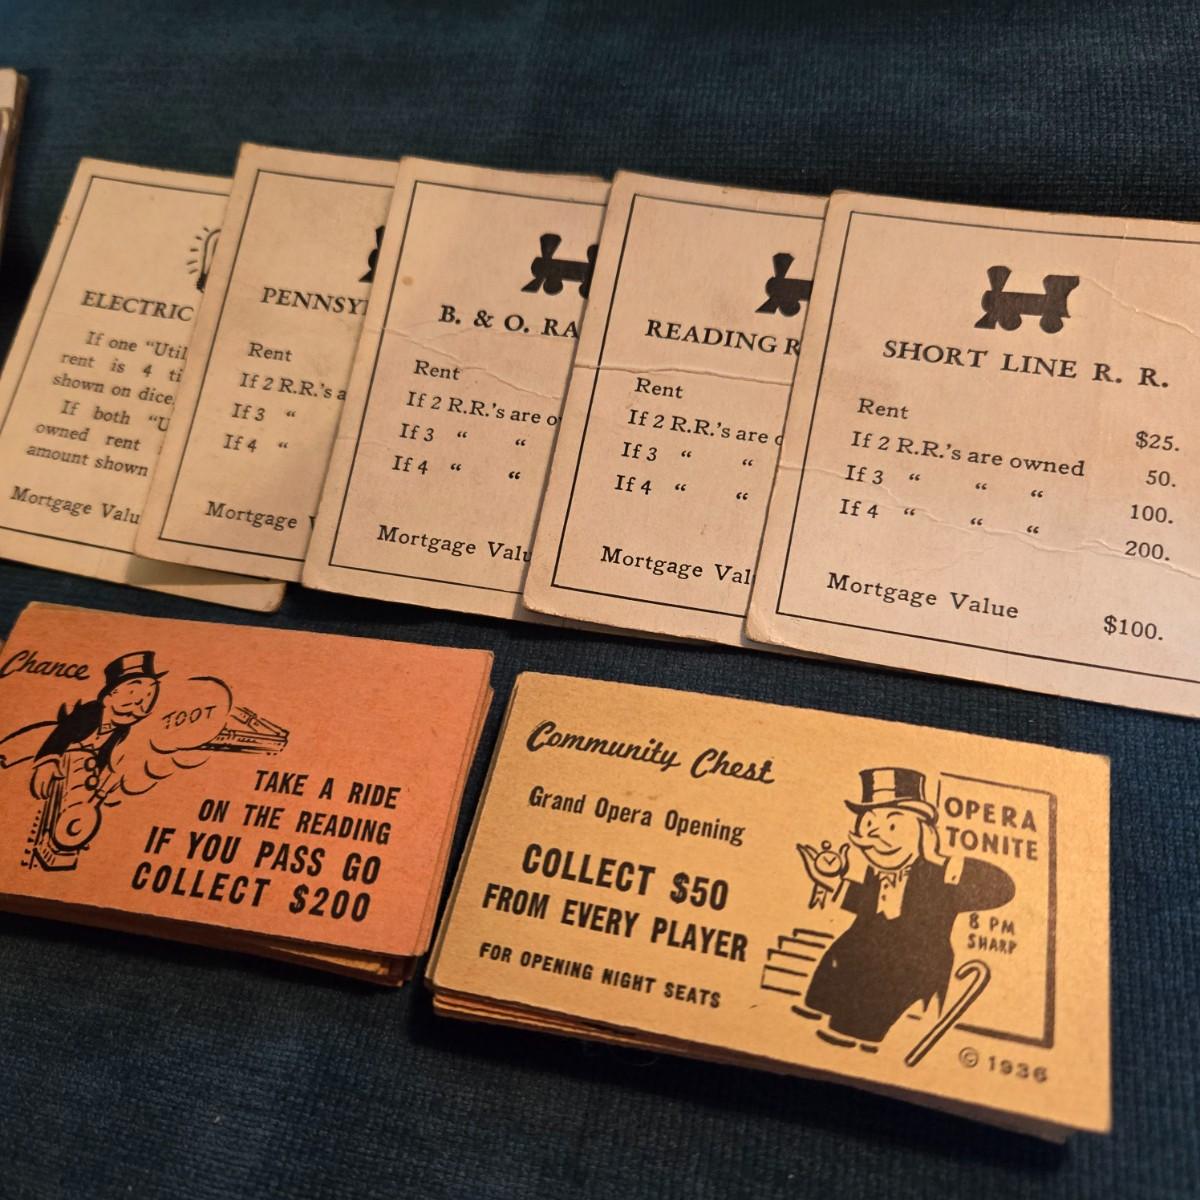 ELECTRIC
If one "Util
rent is 4 ti
shown on dice.
If both "U
owned rent
amount shown
Mortgage Valu
PENNSY
Rent
If 2 R.R.'s a
If 3 "
If 4 "
Mortgage V
B. & O. RA
Rent
If 2 R.R.'s are o
If 3 " "
If 4 " "
Mortgage Valu
READING R
Rent
If 2 R.R.'s are o
If 3 " "
If 4 " "
Mortgage Val
SHORT LINE R. R.
Rent $25.
If 2 R.R.'s are owned 50.
If 3 " " " 100.
If 4 " " " 200.
Mortgage Value $100.
Chance
TOOT
TAKE A RIDE
ON THE READING
IF YOU PASS GO
COLLECT $200
Community Chest
Grand Opera Opening
COLLECT $50
FROM EVERY PLAYER
FOR OPENING NIGHT SEATS
OPERA
TONITE
8 PM
SHARP
© 1936